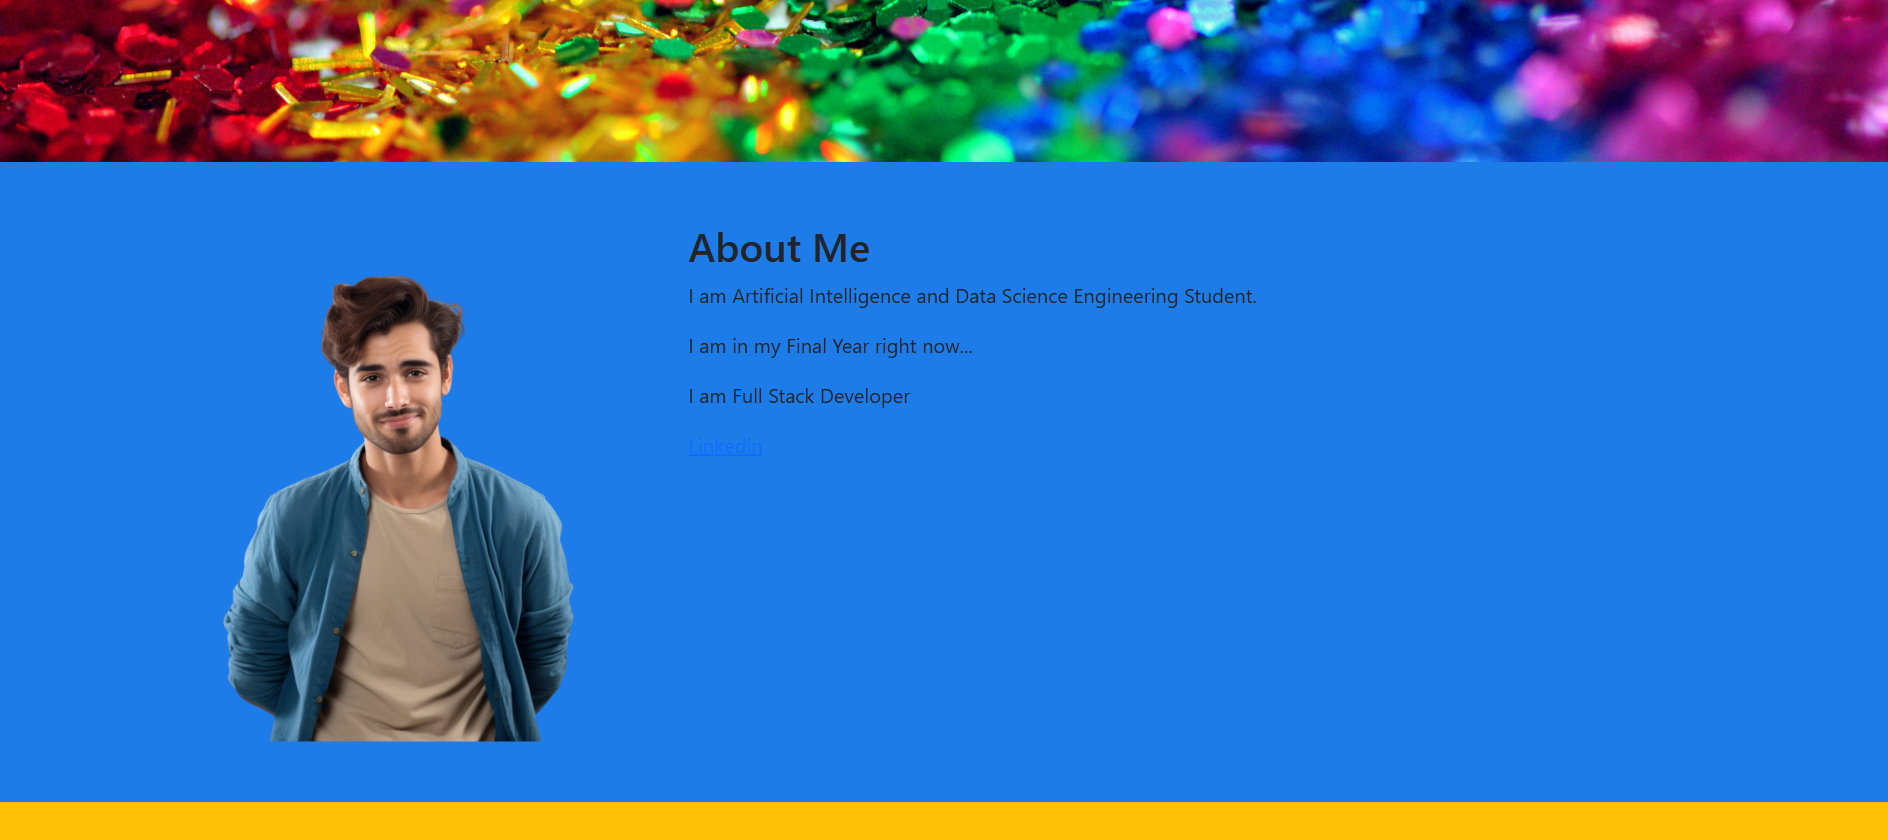 About Me
I am Artificial Intelligence and Data Science Engineering Student.
I am in my Final Year right now...
I am Full Stack Developer
Linkedin